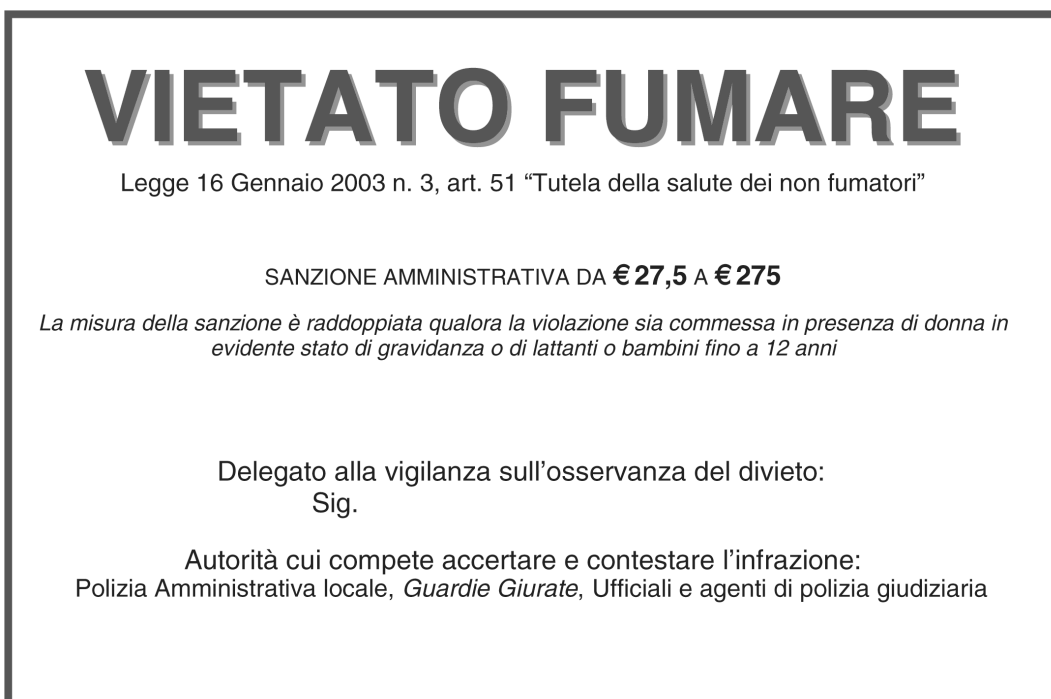 VIETATO FUMARE
Legge 16 Gennaio 2003 n. 3, art. 51 “Tutela della salute dei non fumatori”
SANZIONE AMMINISTRATIVA DA € 27,5 A € 275
La misura della sanzione è raddoppiata qualora la violazione sia commessa in presenza di donna in
evidente stato di gravidanza o di lattanti o bambini fino a 12 anni
Delegato alla vigilanza sull’osservanza del divieto:
Sig.
Autorità cui compete accertare e contestare l’infrazione:
Polizia Amministrativa locale, Guardie Giurate, Ufficiali e agenti di polizia giudiziaria